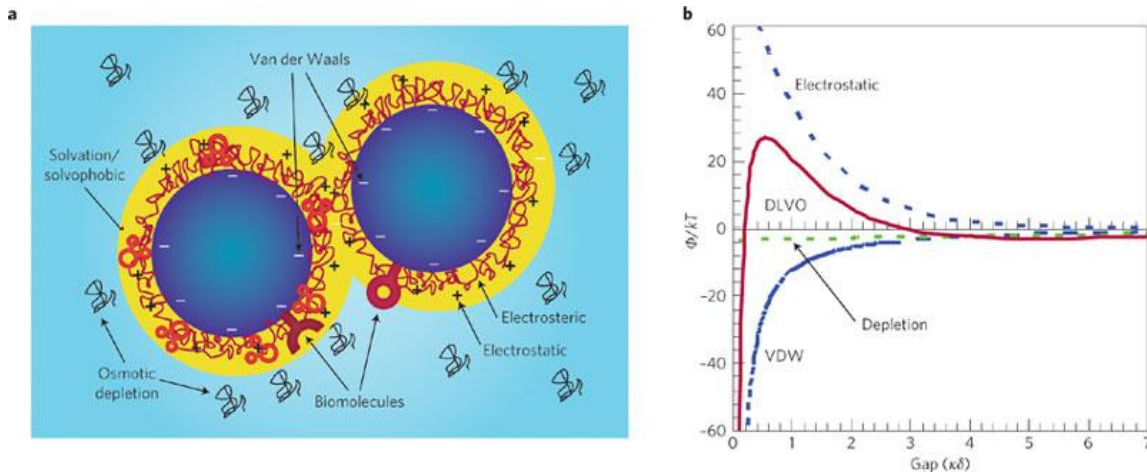 a
Van der Waals
Solvation/
solvophobic
Electrosteric
Electrostatic
Osmotic
depletion
Biomolecules
b
60
40
20
0
–20
–40
–60
Φ/kT
Electrostatic
DLVO
Depletion
VDW
0 1 2 3 4 5 6 7
Gap (κδ)